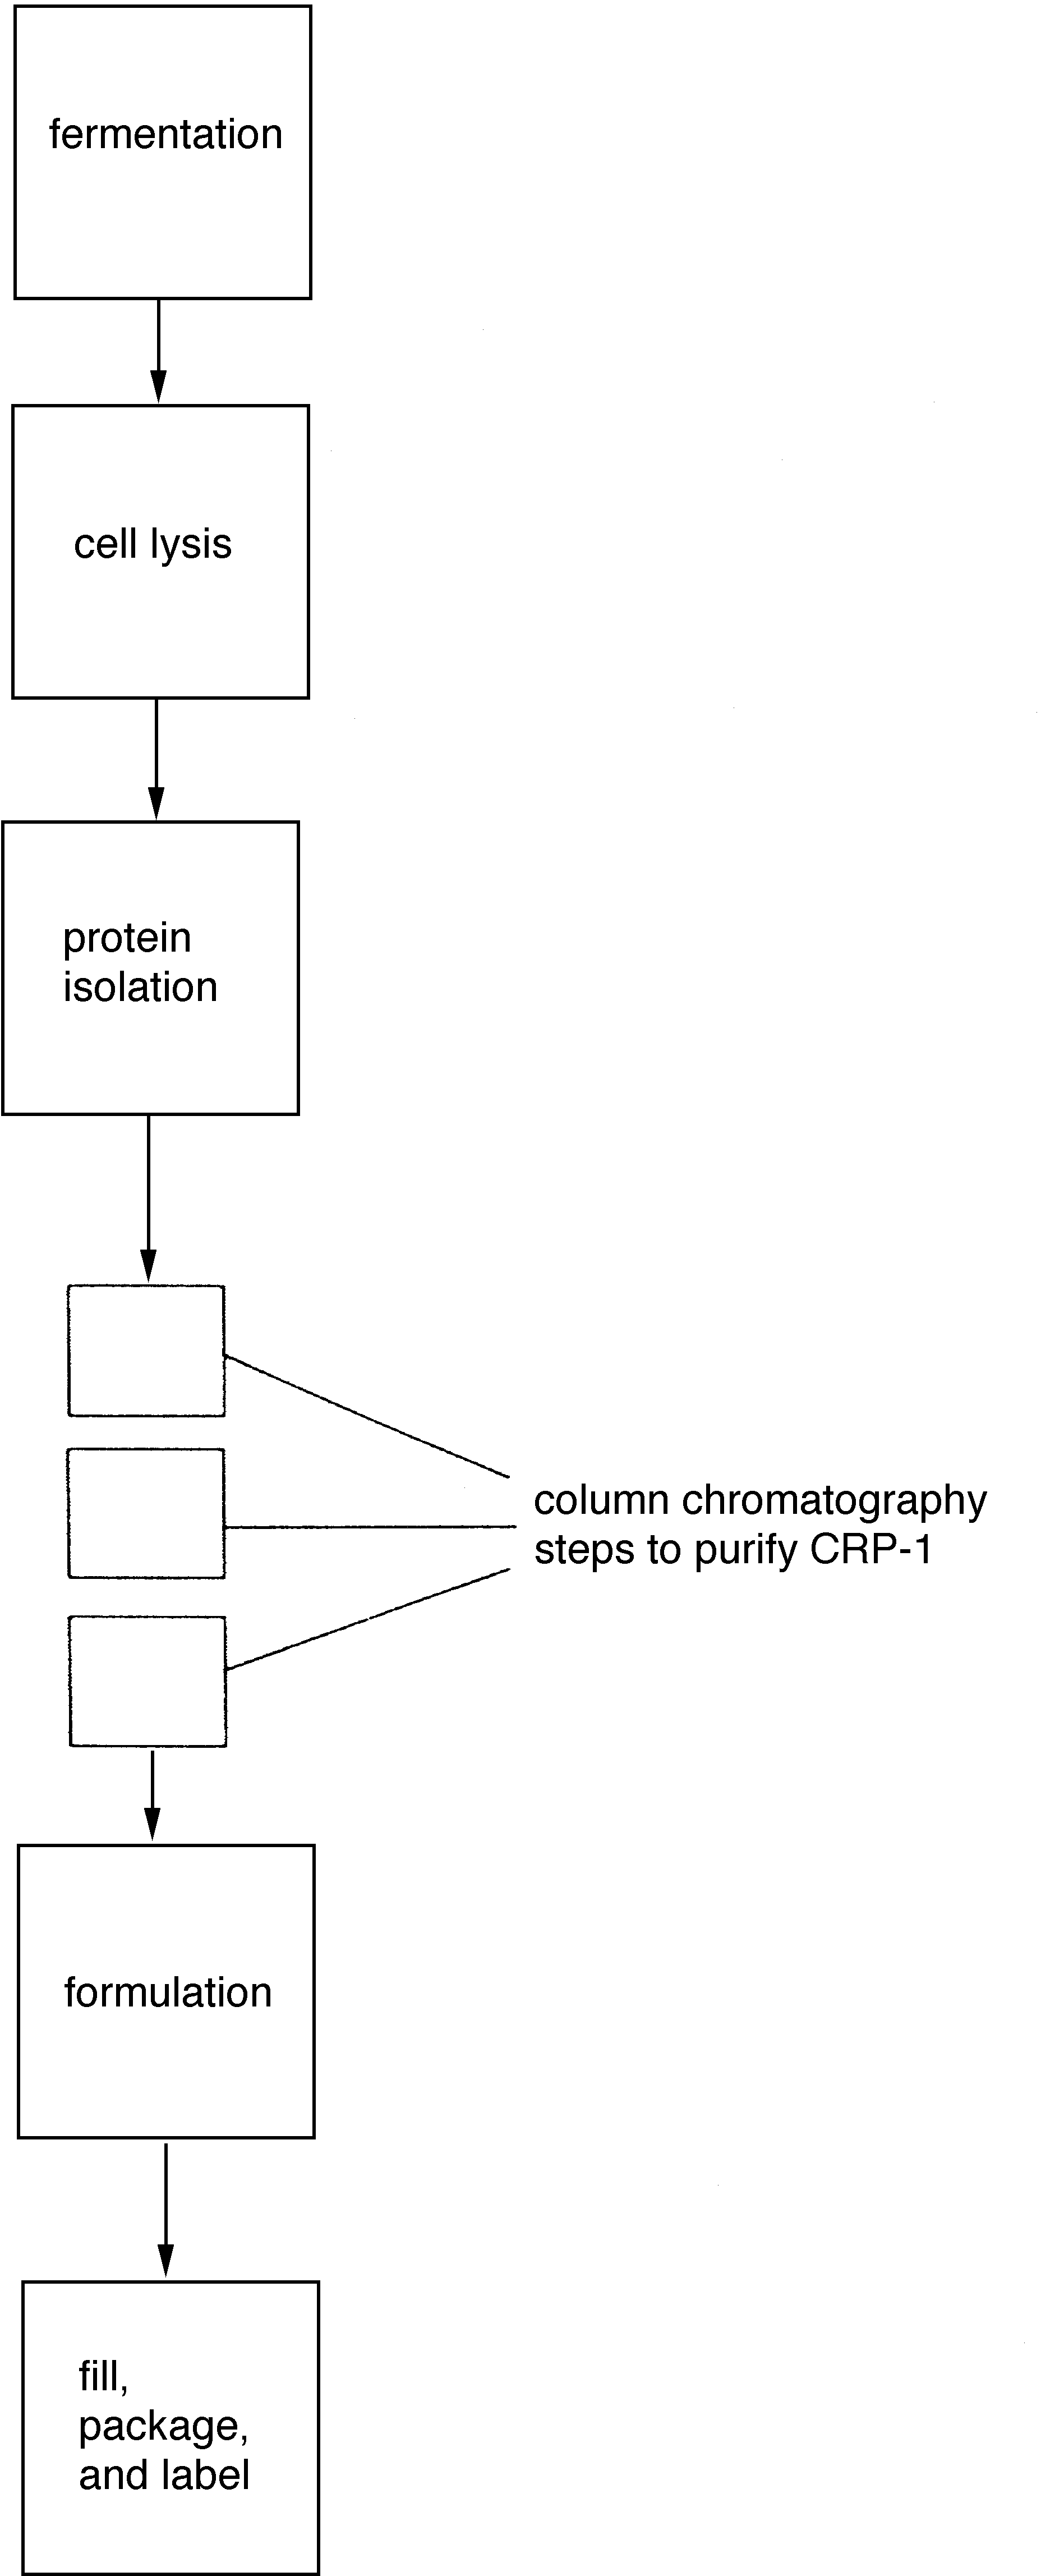 fermentation
cell lysis
protein
isolation
column chromatography
steps to purify CRP-1
formulation
fill,
package,
and label